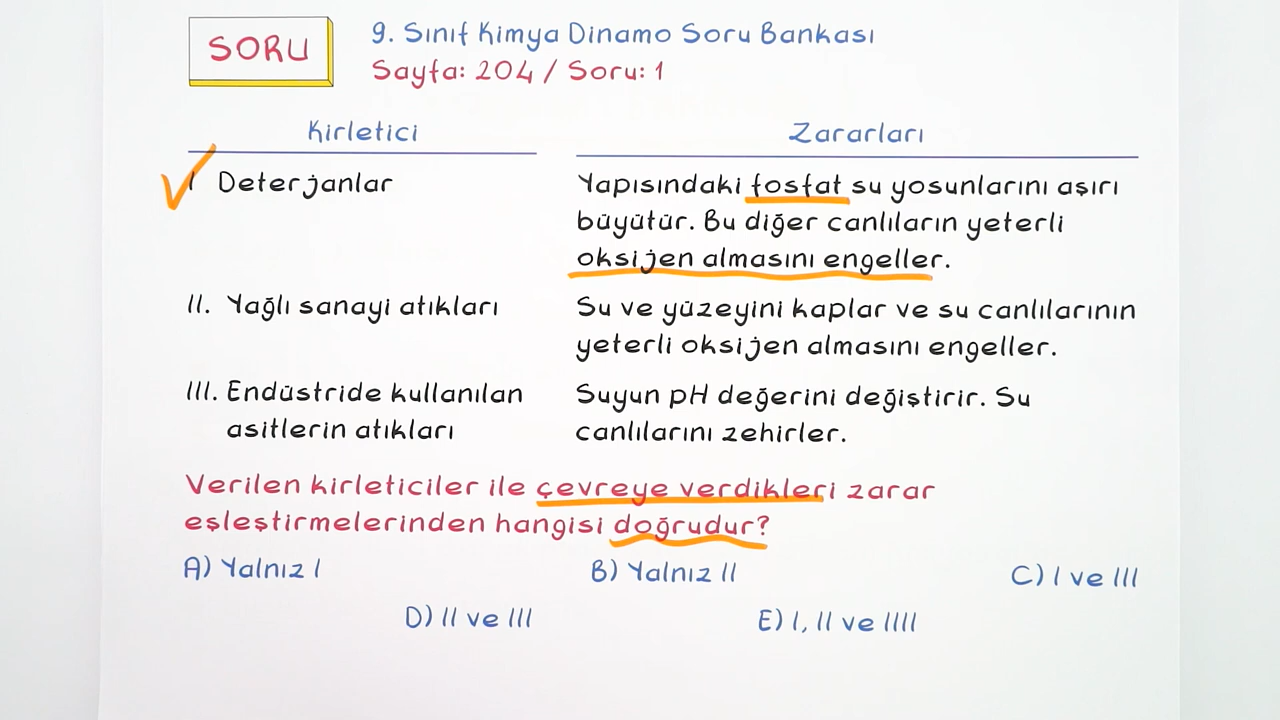 SORU
9. Sınıf Kimya Dinamo Soru Bankası
Sayfa: 204 / Soru: 1
Kirletici
Zararları
I Deterjanlar
Yapısındaki fosfat su yosunlarını aşırı
büyütür. Bu diğer canlıların yeterli
oksijen almasını engeller.
II. Yağlı sanayi atıkları
Su ve yüzeyini kaplar ve su canlılarının
yeterli oksijen almasını engeller.
III. Endüstride kullanılan
asitlerin atıkları
Suyun pH değerini değiştirir. Su
canlılarını zehirler.
Verilen kirleticiler ile çevreye verdikleri zarar
eşleştirmelerinden hangisi doğrudur?
A) Yalnız I
B) Yalnız II
C) I ve III
D) II ve III
E) I, II ve IIII